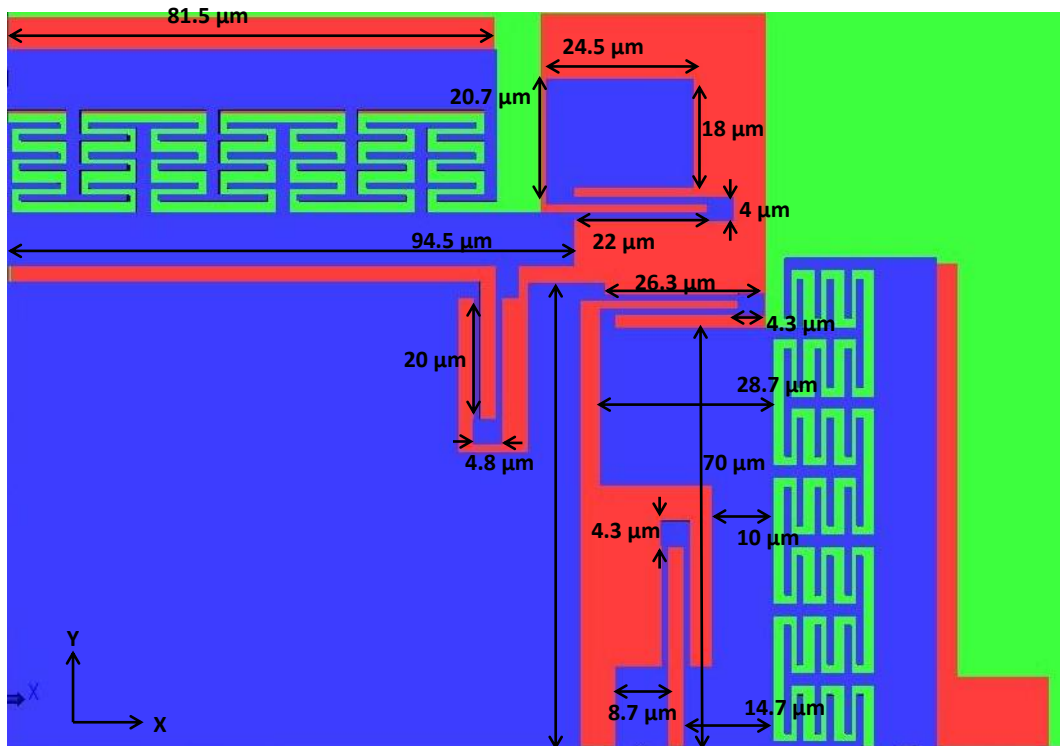 81.5 µm
24.5 µm
20.7 µm
18 µm
4 µm
22 µm
94.5 µm
26.3 µm
4.3 µm
20 µm
28.7 µm
4.8 µm
70 µm
4.3 µm
10 µm
Y
X
X
8.7 µm
14.7 µm